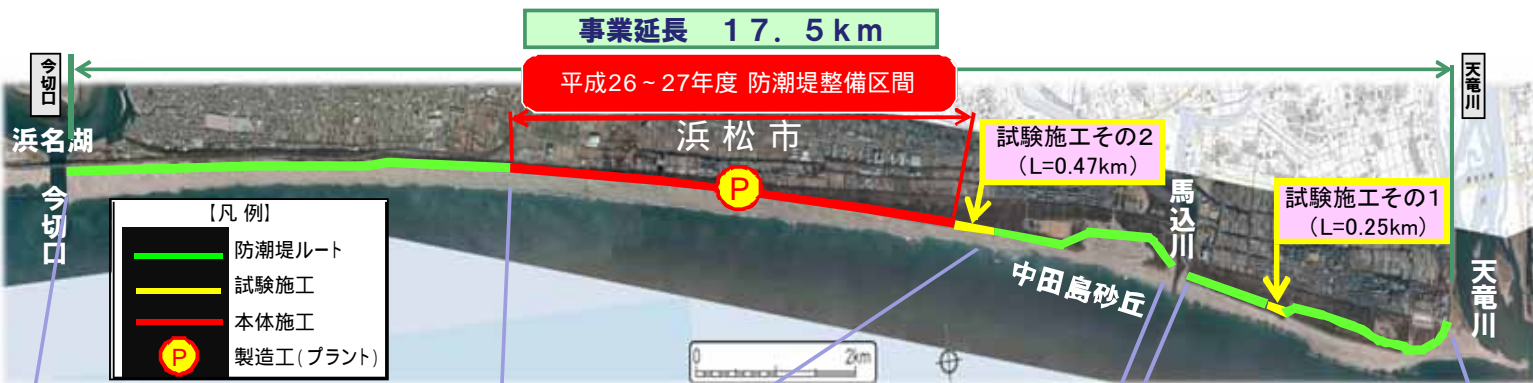 事業延長 17.5km
平成26~27年度 防潮堤整備区間
今切口
天竜川
浜名湖
浜松市
試験施工その2
(L=0.47km)
今切口
P
馬込川
試験施工その1
(L=0.25km)
中田島砂丘
天竜川
【凡 例】
防潮堤ルート
試験施工
本体施工
P 製造工(プラント)
0 2km